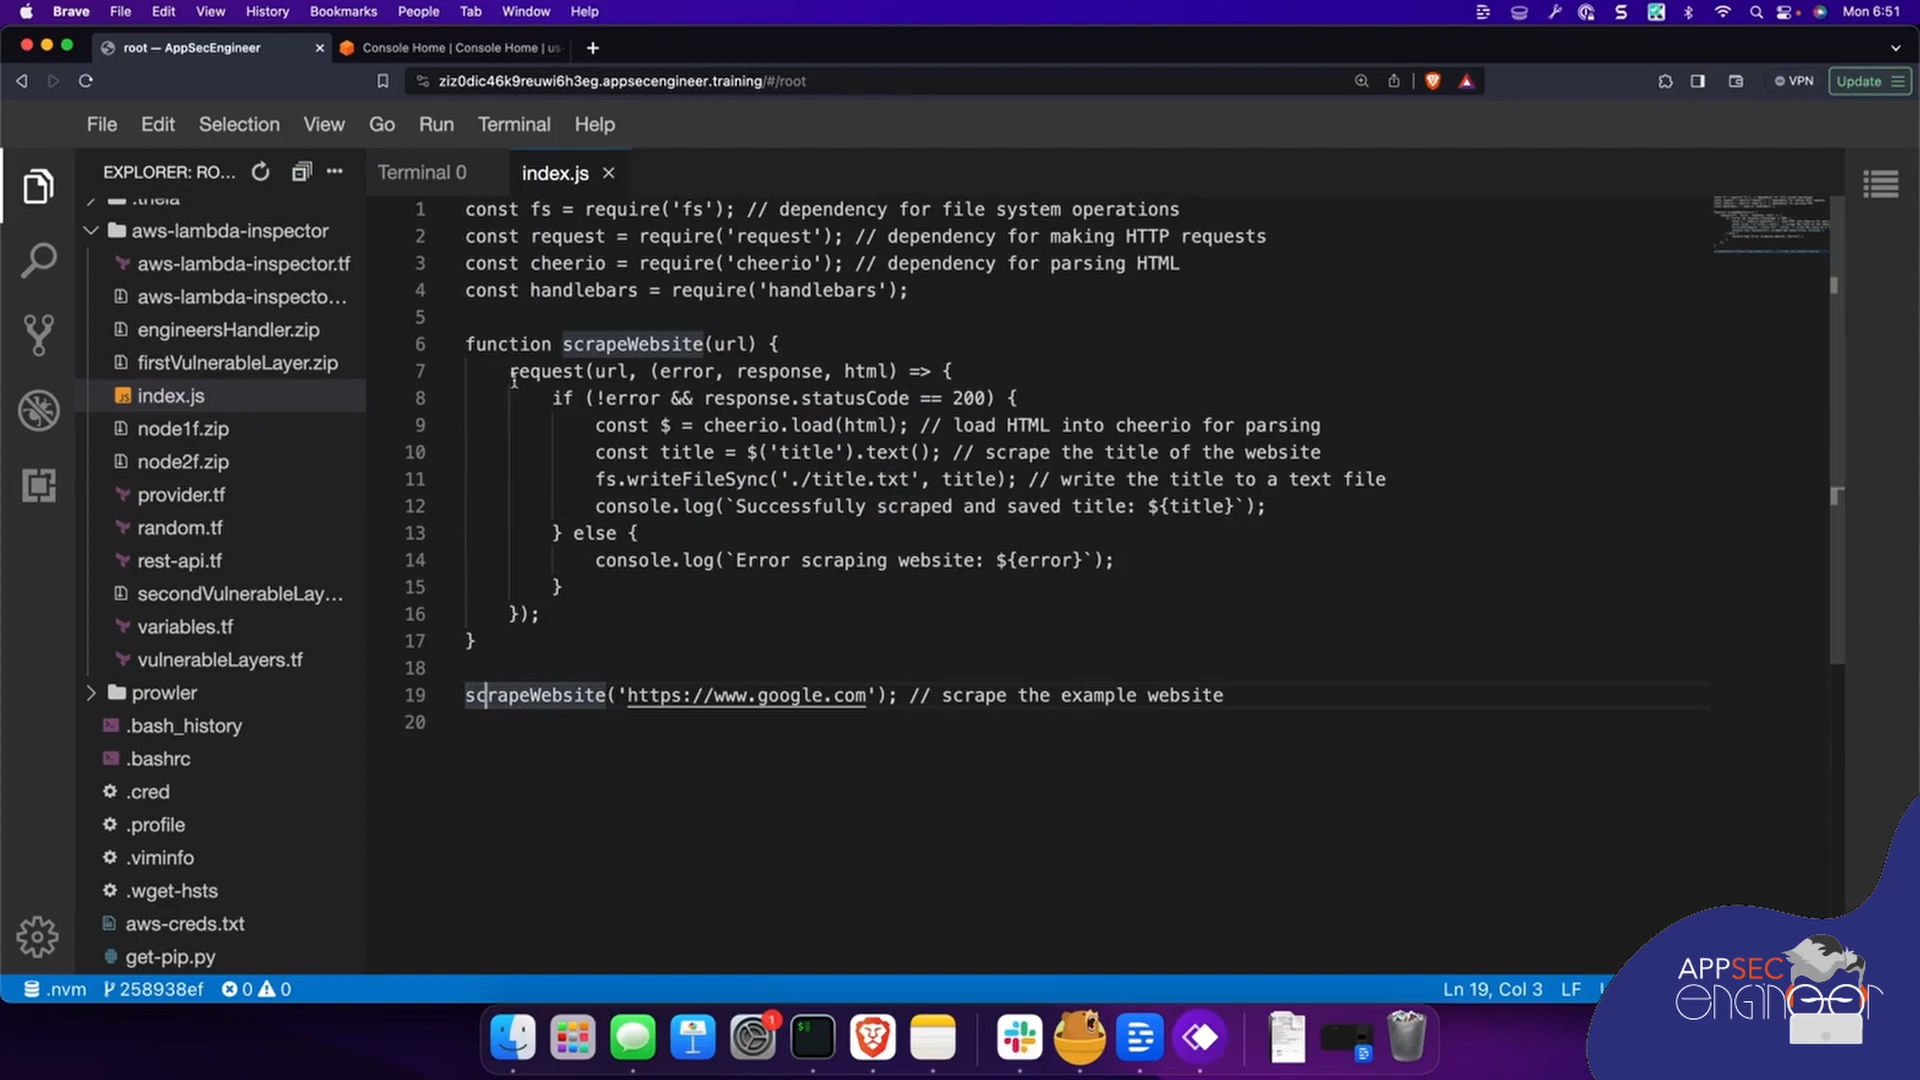 Brave File Edit View History Bookmarks People Tab Window Help
Mon 6:51
root — AppSecEngineer
Console Home | Console Home | us
ziz0dic46k9reuwi6h3eg.appsecengineer.training/#/root
VPN
Update
File Edit Selection View Go Run Terminal Help
EXPLORER: RO...
Terminal 0
index.js
.theia
aws-lambda-inspector
aws-lambda-inspector.tf
aws-lambda-inspecto...
engineersHandler.zip
firstVulnerableLayer.zip
index.js
node1f.zip
node2f.zip
provider.tf
random.tf
rest-api.tf
secondVulnerableLay...
variables.tf
vulnerableLayers.tf
prowler
.bash_history
.bashrc
.cred
.profile
.viminfo
.wget-hsts
aws-creds.txt
get-pip.py
1 const fs = require('fs'); // dependency for file system operations
2 const request = require('request'); // dependency for making HTTP requests
3 const cheerio = require('cheerio'); // dependency for parsing HTML
4 const handlebars = require('handlebars');
5
6 function scrapeWebsite(url) {
7 request(url, (error, response, html) => {
8 if (!error && response.statusCode == 200) {
9 const $ = cheerio.load(html); // load HTML into cheerio for parsing
10 const title = $('title').text(); // scrape the title of the website
11 fs.writeFileSync('./title.txt', title); // write the title to a text file
12 console.log(`Successfully scraped and saved title: ${title}`);
13 } else {
14 console.log(`Error scraping website: ${error}`);
15 }
16 });
17 }
18
19 scrapeWebsite('https://www.google.com'); // scrape the example website
20
.nvm 258938ef 0 0
Ln 19, Col 3 LF
1
APPSEC
engineer